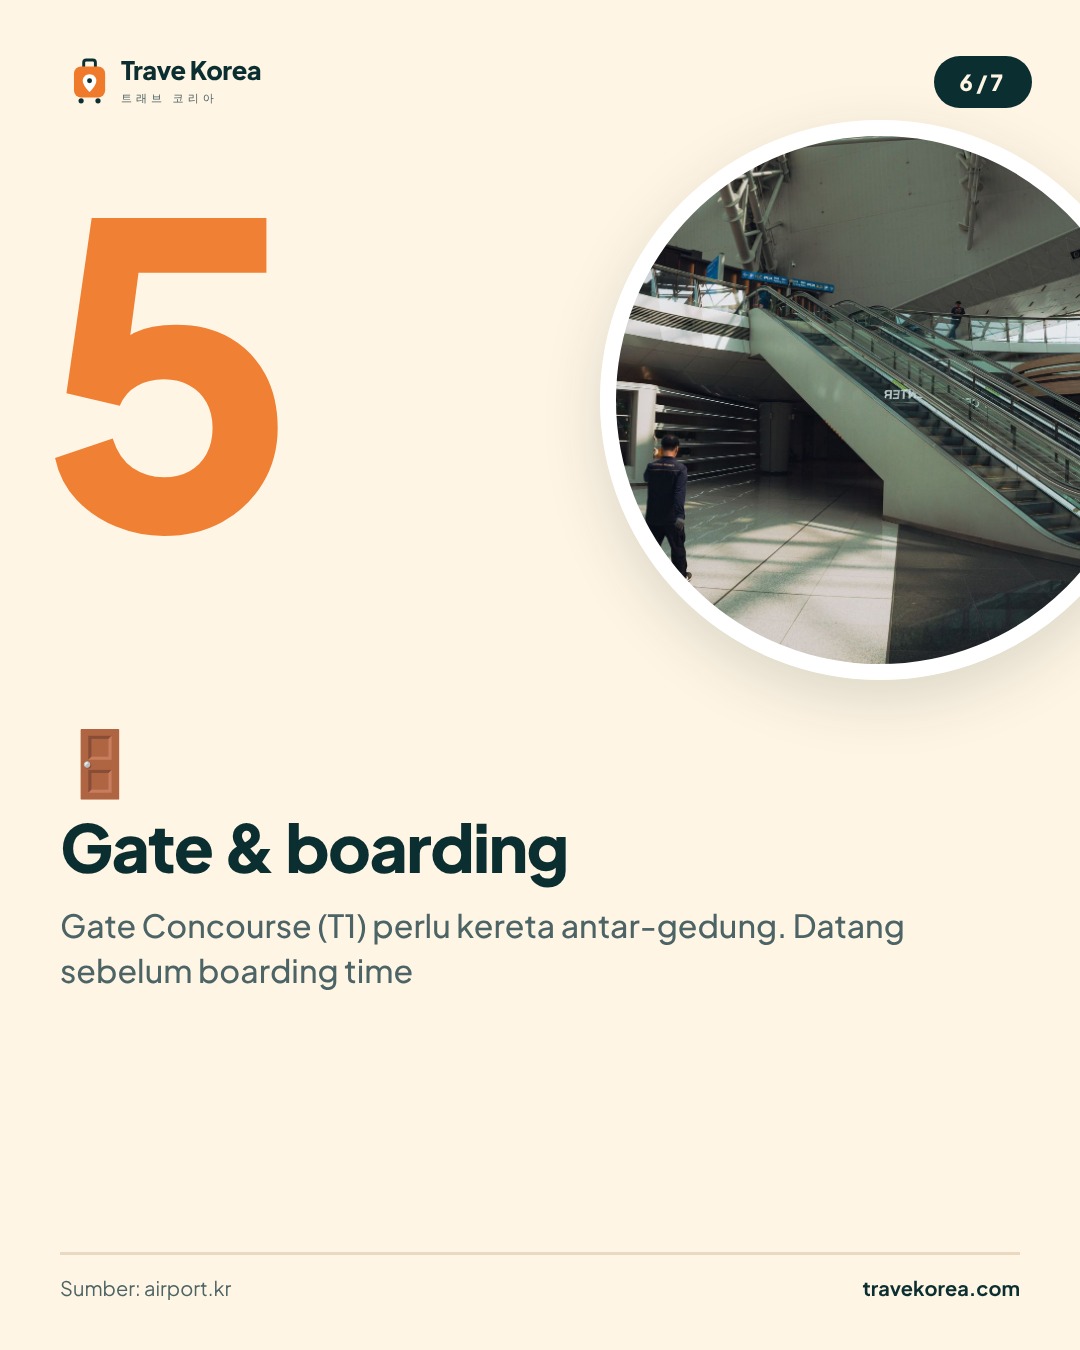 Trave Korea
트래브 코리아
6/7
5
Gate & boarding
Gate Concourse (T1) perlu kereta antar-gedung. Datang
sebelum boarding time
Sumber: airport.kr
travekorea.com